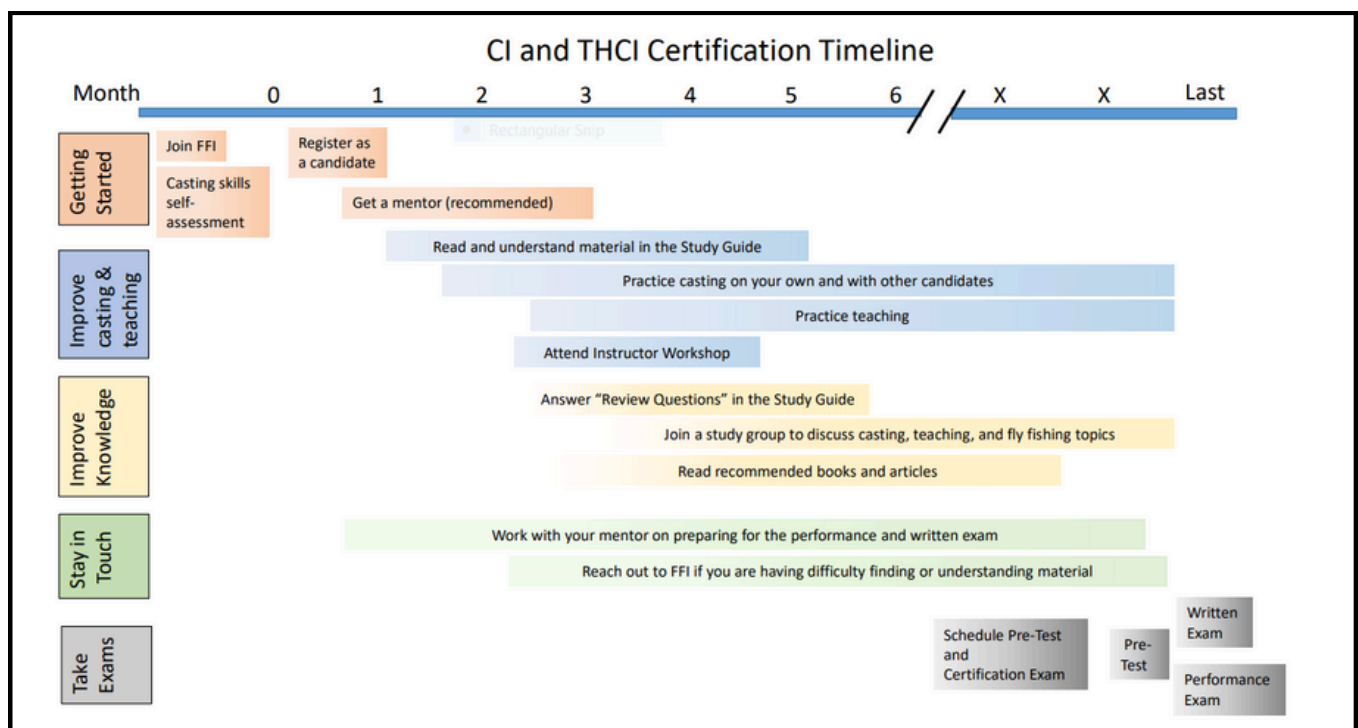 CI and THCI Certification Timeline
Month 0 1 2 3 4 5 6 X X Last
Rectangular Snip
Getting
Started
Join FFI
Casting skills
self-
assessment
Register as
a candidate
Get a mentor (recommended)
Improve
casting &
teaching
Read and understand material in the Study Guide
Practice casting on your own and with other candidates
Practice teaching
Attend Instructor Workshop
Improve
Knowledge
Answer “Review Questions” in the Study Guide
Join a study group to discuss casting, teaching, and fly fishing topics
Read recommended books and articles
Stay in
Touch
Work with your mentor on preparing for the performance and written exam
Reach out to FFI if you are having difficulty finding or understanding material
Take
Exams
Schedule Pre-Test
and
Certification Exam
Pre-
Test
Written
Exam
Performance
Exam